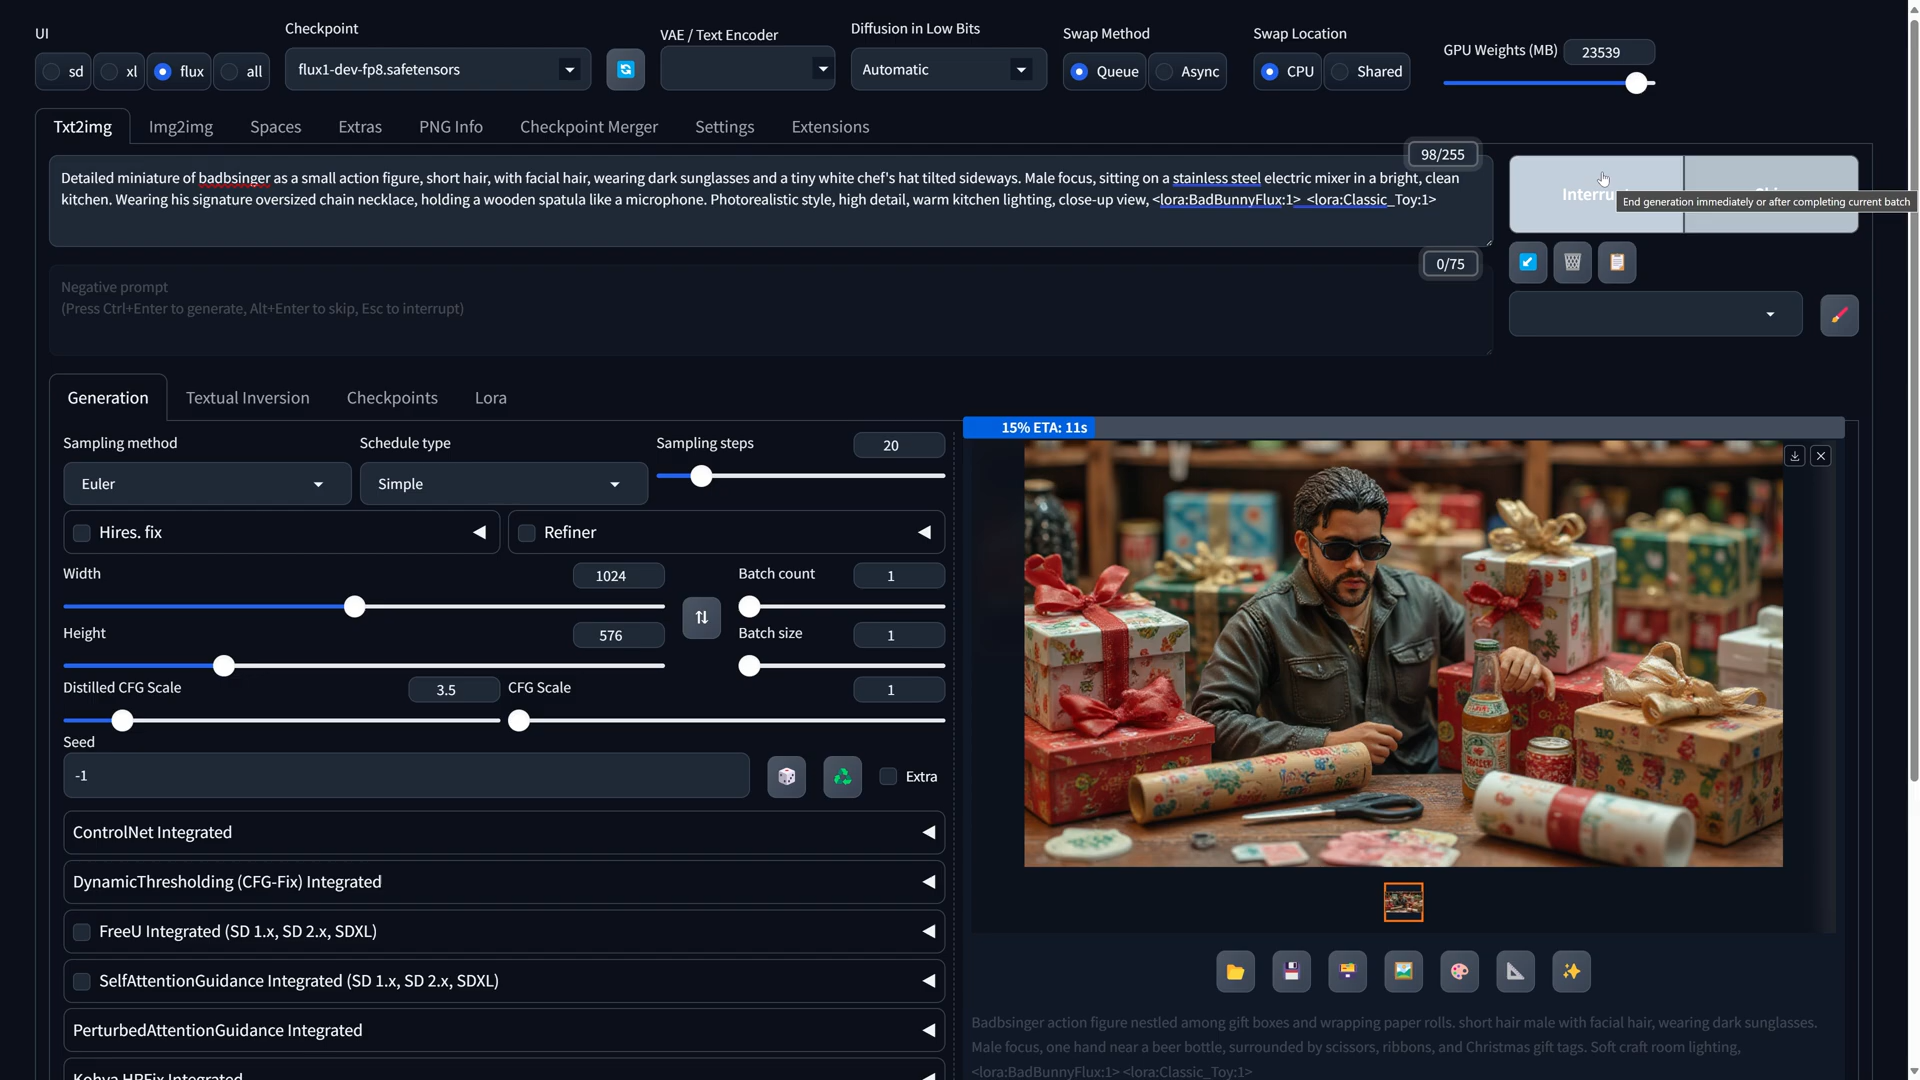 UI
Checkpoint
VAE / Text Encoder
Diffusion in Low Bits
Swap Method
Swap Location
GPU Weights (MB)
23539
sd
xl
flux
all
flux1-dev-fp8.safetensors
Automatic
Queue
Async
CPU
Shared
Txt2img
Img2img
Spaces
Extras
PNG Info
Checkpoint Merger
Settings
Extensions
98/255
Detailed miniature of badbsinger as a small action figure, short hair, with facial hair, wearing dark sunglasses and a tiny white chef's hat tilted sideways. Male focus, sitting on a stainless steel electric mixer in a bright, clean
kitchen. Wearing his signature oversized chain necklace, holding a wooden spatula like a microphone. Photorealistic style, high detail, warm kitchen lighting, close-up view, <lora:BadBunnyFlux:1> <lora:Classic_Toy:1>
End generation immediately or after completing current batch
0/75
Negative prompt
(Press Ctrl+Enter to generate, Alt+Enter to skip, Esc to interrupt)
Generation
Textual Inversion
Checkpoints
Lora
15% ETA: 11s
Sampling method
Schedule type
Sampling steps
20
Euler
Simple
Hires. fix
Refiner
Width
1024
Batch count
1
Height
576
Batch size
1
Distilled CFG Scale
3.5
CFG Scale
1
Seed
-1
Extra
ControlNet Integrated
DynamicThresholding (CFG-Fix) Integrated
FreeU Integrated (SD 1.x, SD 2.x, SDXL)
SelfAttentionGuidance Integrated (SD 1.x, SD 2.x, SDXL)
PerturbedAttentionGuidance Integrated
Kohya HRFix Integrated
Badbsinger action figure nestled among gift boxes and wrapping paper rolls. short hair male with facial hair, wearing dark sunglasses.
Male focus, one hand near a beer bottle, surrounded by scissors, ribbons, and Christmas gift tags. Soft craft room lighting,
<lora:BadBunnyFlux:1> <lora:Classic_Toy:1>